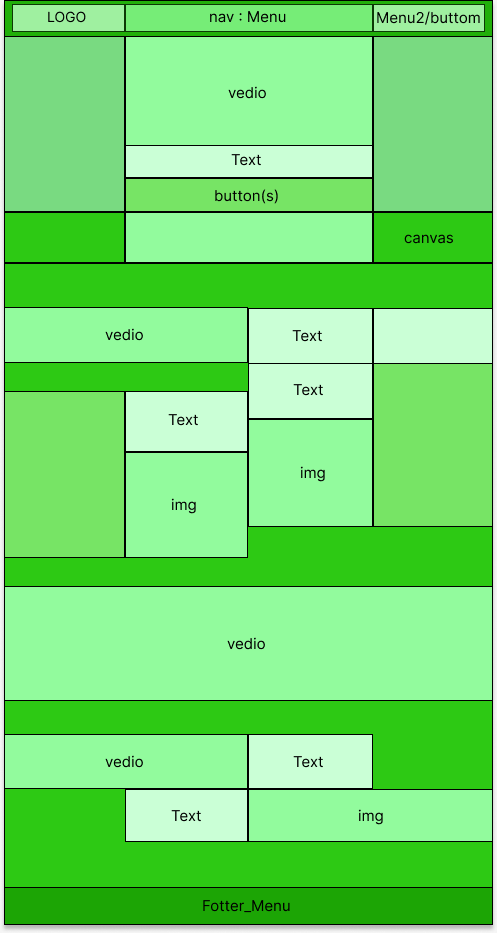 LOGO
nav : Menu
Menu2/buttom
vedio
Text
button(s)
canvas
vedio
Text
Text
Text
img
img
vedio
vedio
Text
Text
img
Fotter_Menu